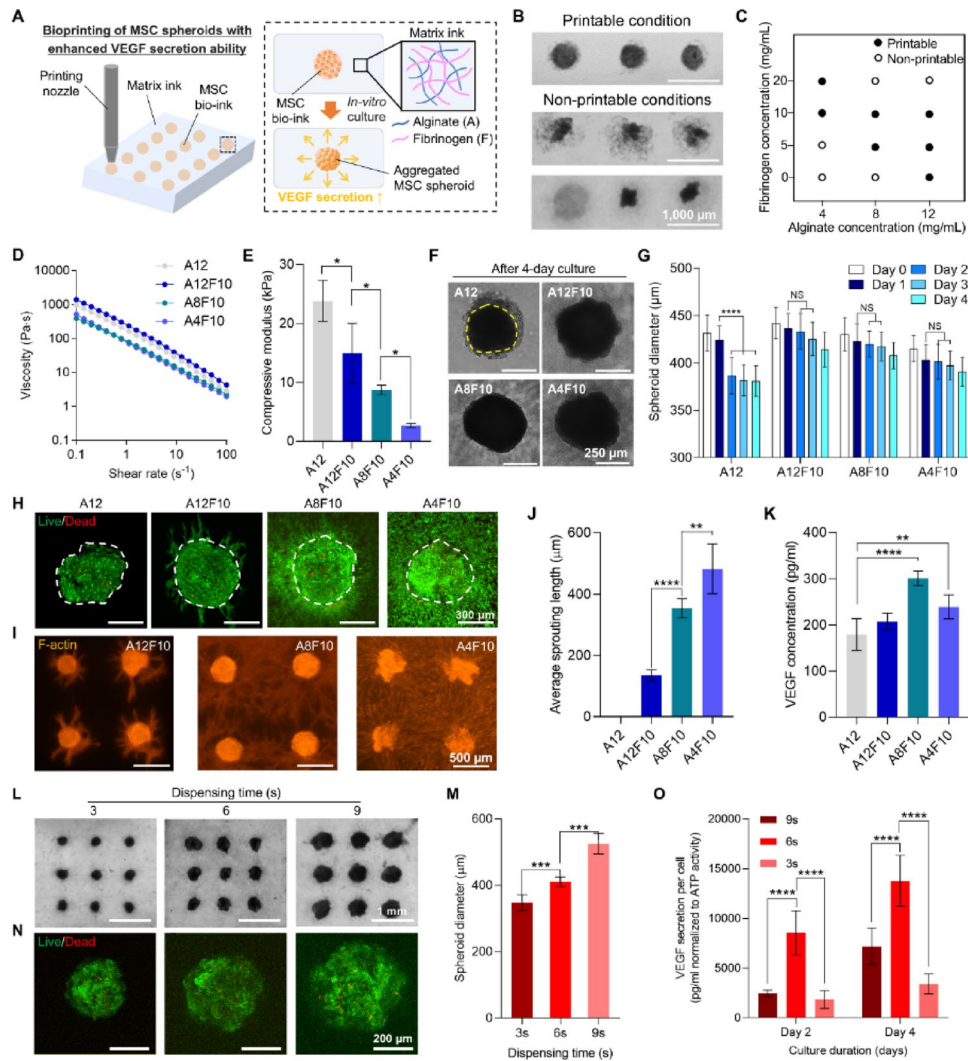 A
Bioprinting of MSC spheroids with
enhanced VEGF secretion ability
Printing
nozzle
Matrix ink
MSC
bio-ink
Matrix ink
MSC
bio-ink
In-vitro
culture
Alginate (A)
Fibrinogen (F)
Aggregated
MSC spheroid
VEGF secretion ↑
B
Printable condition
Non-printable conditions
1,000 μm
C
Printable
Non-printable
Fibrinogen concentration (mg/mL)
20
10
5
0
4 8 12
Alginate concentration (mg/mL)
D
A12
A12F10
A8F10
A4F10
Viscosity (Pa·s)
10000
1000
100
10
1
0.1
0.1 1 10 100
Shear rate (s⁻¹)
E
Compressive modulus (kPa)
40
30
20
10
0
* * *
A12 A12F10 A8F10 A4F10
F
After 4-day culture
A12 A12F10
A8F10 A4F10
250 μm
G
Day 0 Day 2
Day 1 Day 3
Day 4
Spheroid diameter (μm)
500
450
400
350
300
**** NS NS NS
A12 A12F10 A8F10 A4F10
H
A12 A12F10 A8F10 A4F10
Live/Dead
300 μm
I
F-actin
A12F10 A8F10 A4F10
500 μm
J
Average sprouting length (μm)
600
400
200
0
**** **
A12 A12F10 A8F10 A4F10
K
VEGF concentration (pg/ml)
400
300
200
100
0
**
****
A12 A12F10 A8F10 A4F10
L
Dispensing time (s)
3 6 9
1 mm
M
Spheroid diameter (μm)
800
600
400
200
0
*** ***
3s 6s 9s
Dispensing time (s)
N
Live/Dead
200 μm
O
9s
6s
3s
VEGF secretion per cell
(pg/ml normalized to ATP activity)
20000
15000
10000
5000
0
**** **** **** ****
Day 2 Day 4
Culture duration (days)